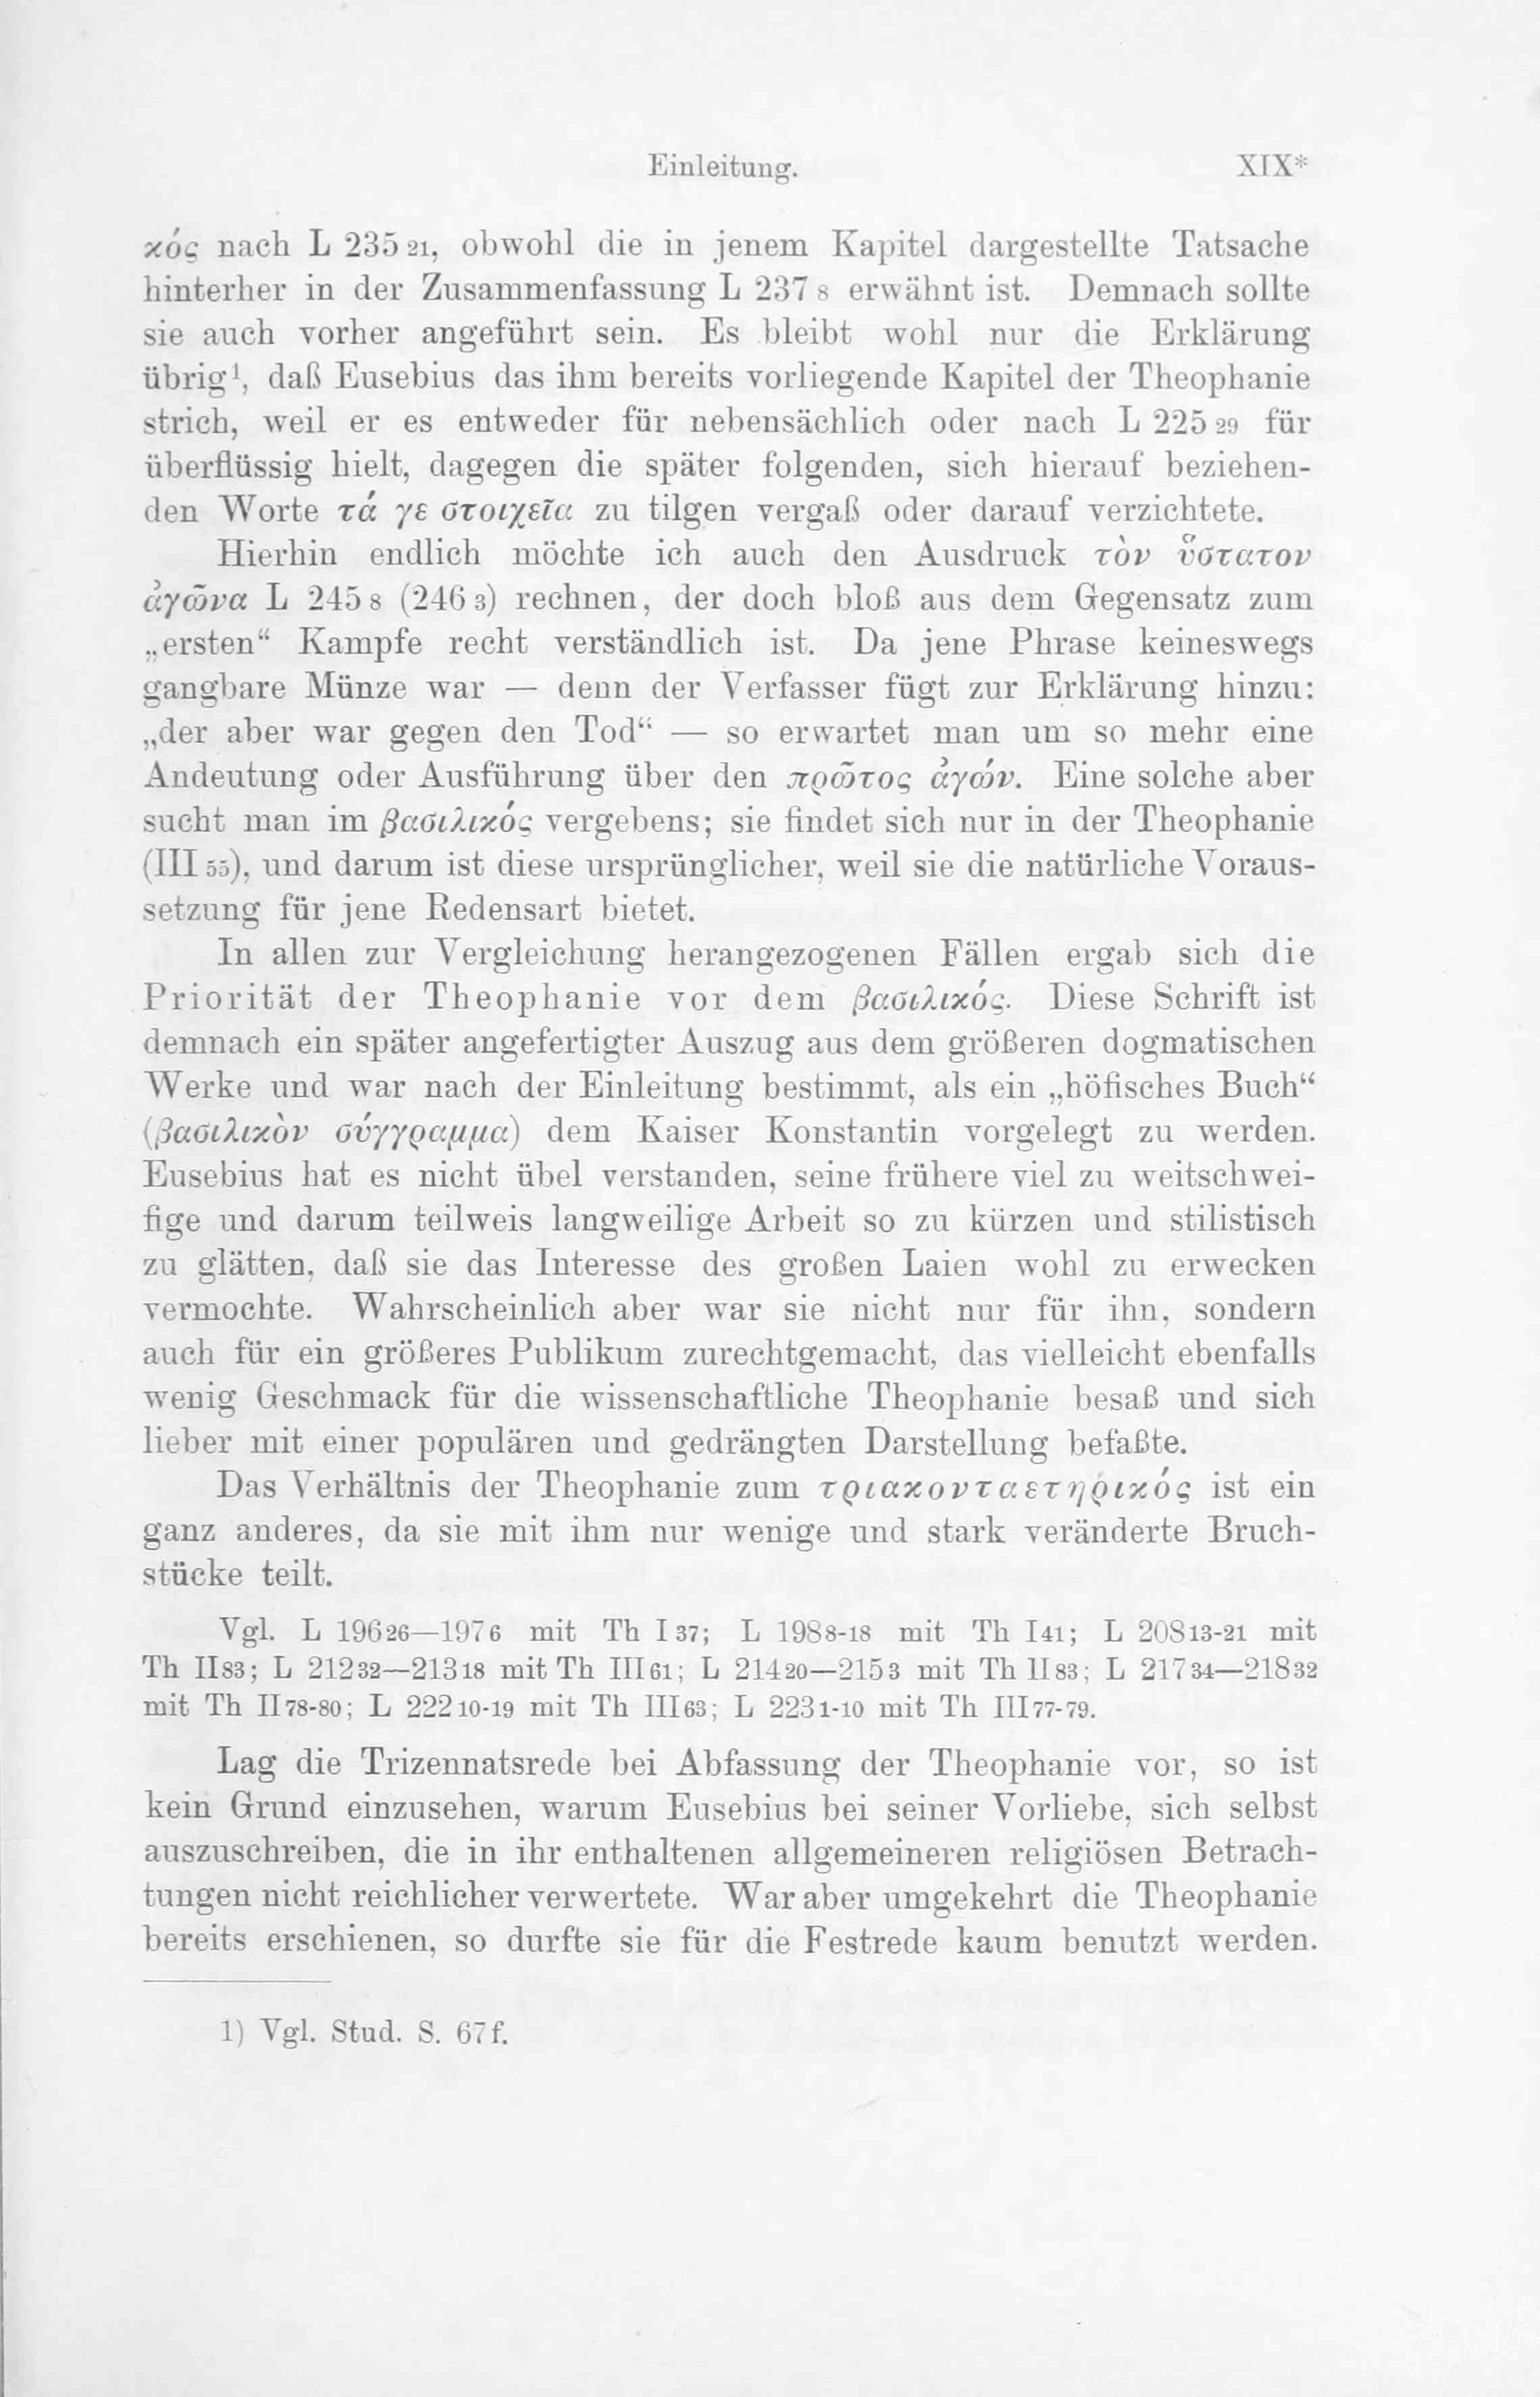 Einleitung. XIX*
κός nach L 235 21, obwohl die in jenem Kapitel dargestellte Tatsache
hinterher in der Zusammenfassung L 237 8 erwähnt ist. Demnach sollte
sie auch vorher angeführt sein. Es bleibt wohl nur die Erklärung
übrig¹, daß Eusebius das ihm bereits vorliegende Kapitel der Theophanie
strich, weil er es entweder für nebensächlich oder nach L 225 29 für
überflüssig hielt, dagegen die später folgenden, sich hierauf beziehen-
den Worte τά γε στοιχεῖα zu tilgen vergaß oder darauf verzichtete.
Hierhin endlich möchte ich auch den Ausdruck τὸν ὕστατον
ἀγῶνα L 245 8 (246 3) rechnen, der doch bloß aus dem Gegensatz zum
„ersten“ Kampfe recht verständlich ist. Da jene Phrase keineswegs
gangbare Münze war — denn der Verfasser fügt zur Erklärung hinzu:
„der aber war gegen den Tod“ — so erwartet man um so mehr eine
Andeutung oder Ausführung über den πρῶτος ἀγών. Eine solche aber
sucht man im βασιλικός vergebens; sie findet sich nur in der Theophanie
(III 55), und darum ist diese ursprünglicher, weil sie die natürliche Voraus-
setzung für jene Redensart bietet.
In allen zur Vergleichung herangezogenen Fällen ergab sich die
Priorität der Theophanie vor dem βασιλικός. Diese Schrift ist
demnach ein später angefertigter Auszug aus dem größeren dogmatischen
Werke und war nach der Einleitung bestimmt, als ein „höfisches Buch“
(βασιλικὸν σύγγραμμα) dem Kaiser Konstantin vorgelegt zu werden.
Eusebius hat es nicht übel verstanden, seine frühere viel zu weitschwei-
fige und darum teilweis langweilige Arbeit so zu kürzen und stilistisch
zu glätten, daß sie das Interesse des großen Laien wohl zu erwecken
vermochte. Wahrscheinlich aber war sie nicht nur für ihn, sondern
auch für ein größeres Publikum zurechtgemacht, das vielleicht ebenfalls
wenig Geschmack für die wissenschaftliche Theophanie besaß und sich
lieber mit einer populären und gedrängten Darstellung befaßte.
Das Verhältnis der Theophanie zum τριακονταετηρικός ist ein
ganz anderes, da sie mit ihm nur wenige und stark veränderte Bruch-
stücke teilt.
Vgl. L 196 26—197 6 mit Th I 37; L 198 8-18 mit Th I 41; L 208 13-21 mit
Th II 83; L 212 32—213 18 mit Th III 61; L 214 20—215 3 mit Th II 83; L 217 34—218 32
mit Th II 78-80; L 222 10-19 mit Th III 63; L 223 1-10 mit Th III 77-79.
Lag die Trizennatsrede bei Abfassung der Theophanie vor, so ist
kein Grund einzusehen, warum Eusebius bei seiner Vorliebe, sich selbst
auszuschreiben, die in ihr enthaltenen allgemeineren religiösen Betrach-
tungen nicht reichlicher verwertete. War aber umgekehrt die Theophanie
bereits erschienen, so durfte sie für die Festrede kaum benutzt werden.
1) Vgl. Stud. S. 67 f.